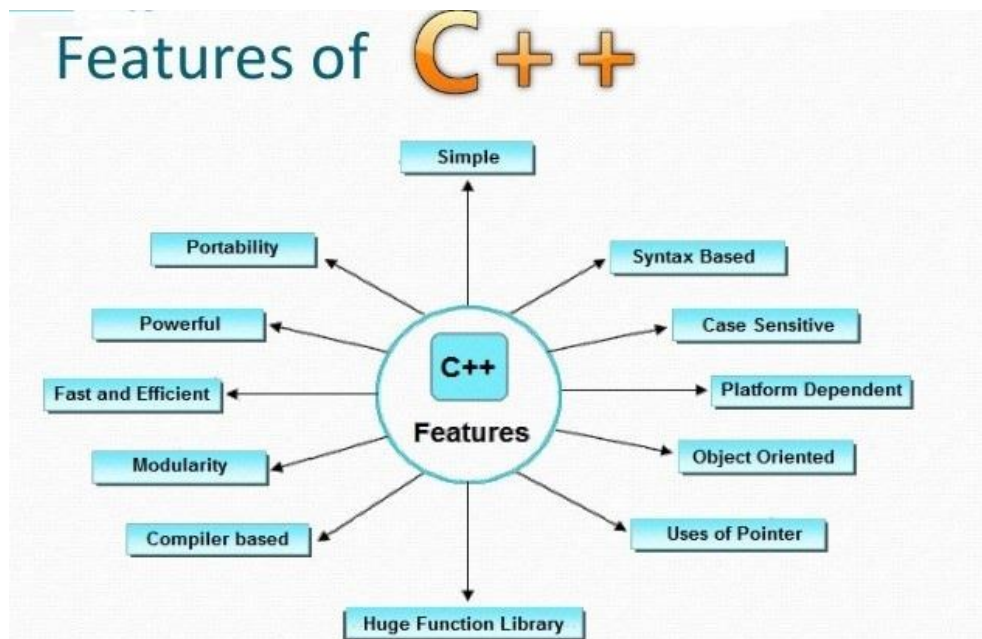 Features of C++
Simple
Portability
Syntax Based
Powerful
Case Sensitive
C++
Features
Fast and Efficient
Platform Dependent
Modularity
Object Oriented
Compiler based
Uses of Pointer
Huge Function Library